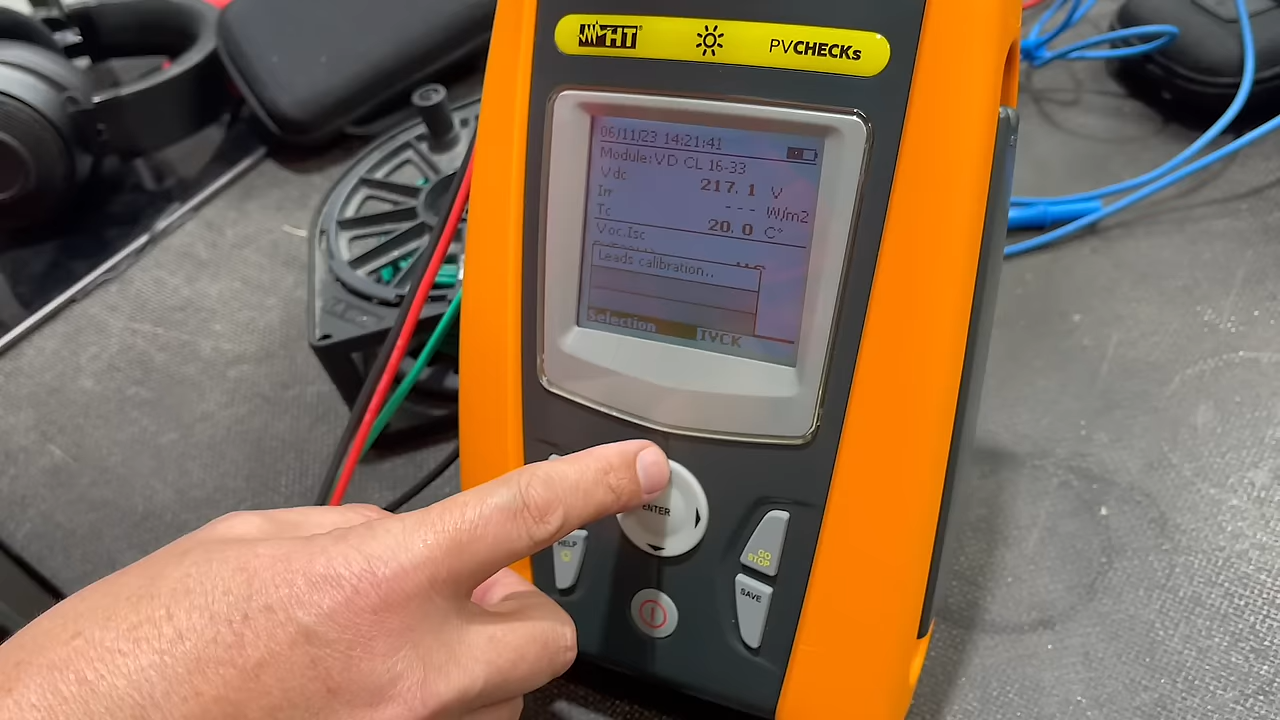 HT PVCHECKs
06/11/23 14:21:41
Module:VD CL 16-33
Vdc 217.1 V
Irr --- W/m2
Tc 20.0 C°
Voc.Isc
Leads calibration..
Selection IVCK
ENTER
HELP
GO
STOP
SAVE